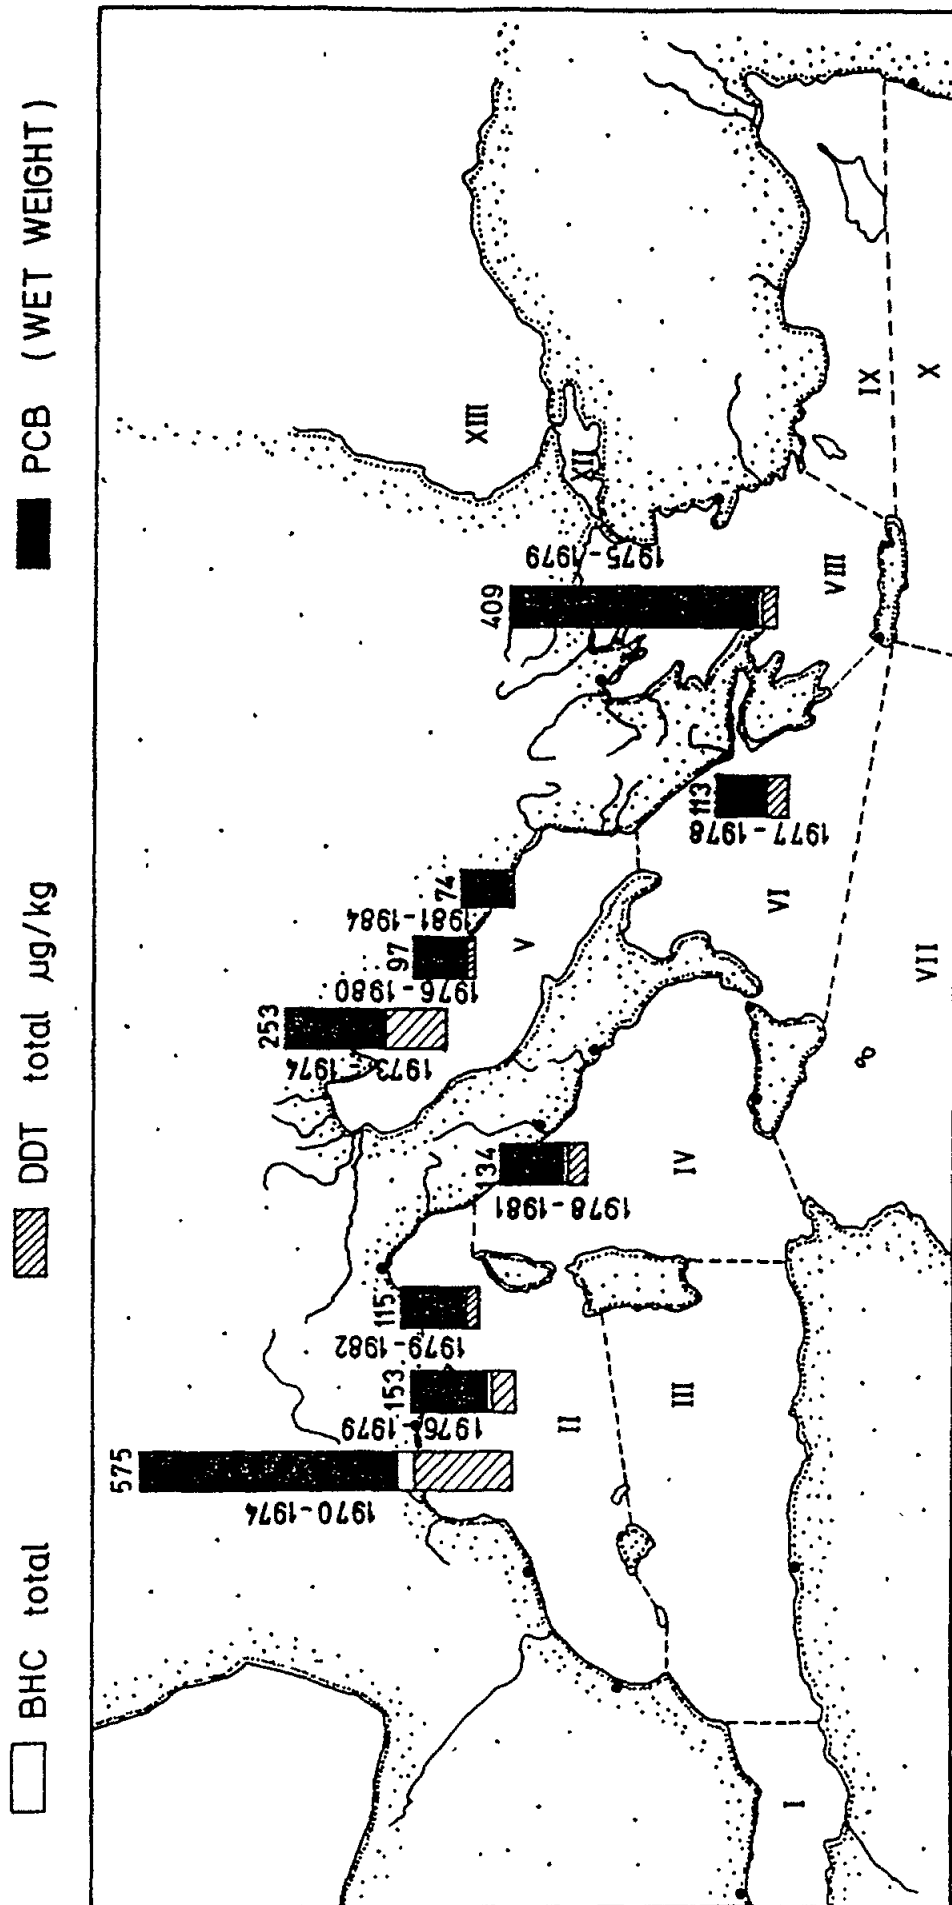 BHC total DDT total µg/kg PCB (WET WEIGHT)
575
1970-1974
153
1976-
1979
115
1979-1982
134
1978-1981
253
1973-
1974
97
1976-1980
74
1981-1984
113
1977-1978
409
1975-1979
I
II
III
IV
V
VI
VII
VIII
IX
X
XII
XIII